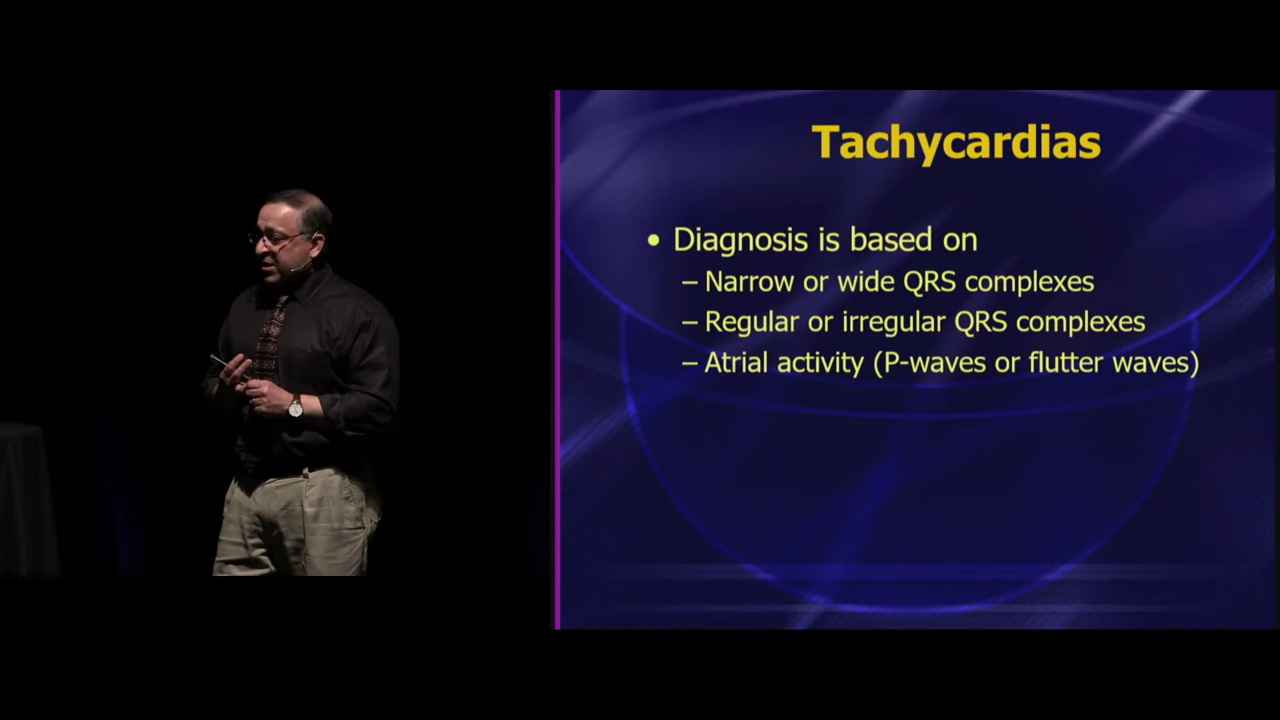 Tachycardias
• Diagnosis is based on
– Narrow or wide QRS complexes
– Regular or irregular QRS complexes
– Atrial activity (P-waves or flutter waves)